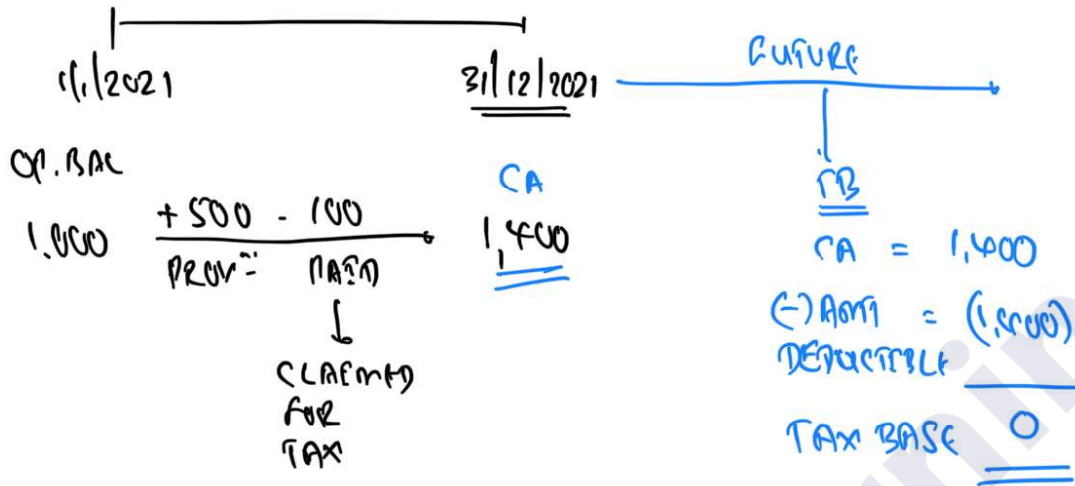 1/1/2021
31/12/2021
FUTURE
OP. BAL
1.000
+500 - 100
PROV=
PAID
CA
1,400
↓
CLAIMED
FOR
TAX
TB
CA = 1,400
(-) AMT = (1,400)
DEDUCTIBLE
TAX BASE 0